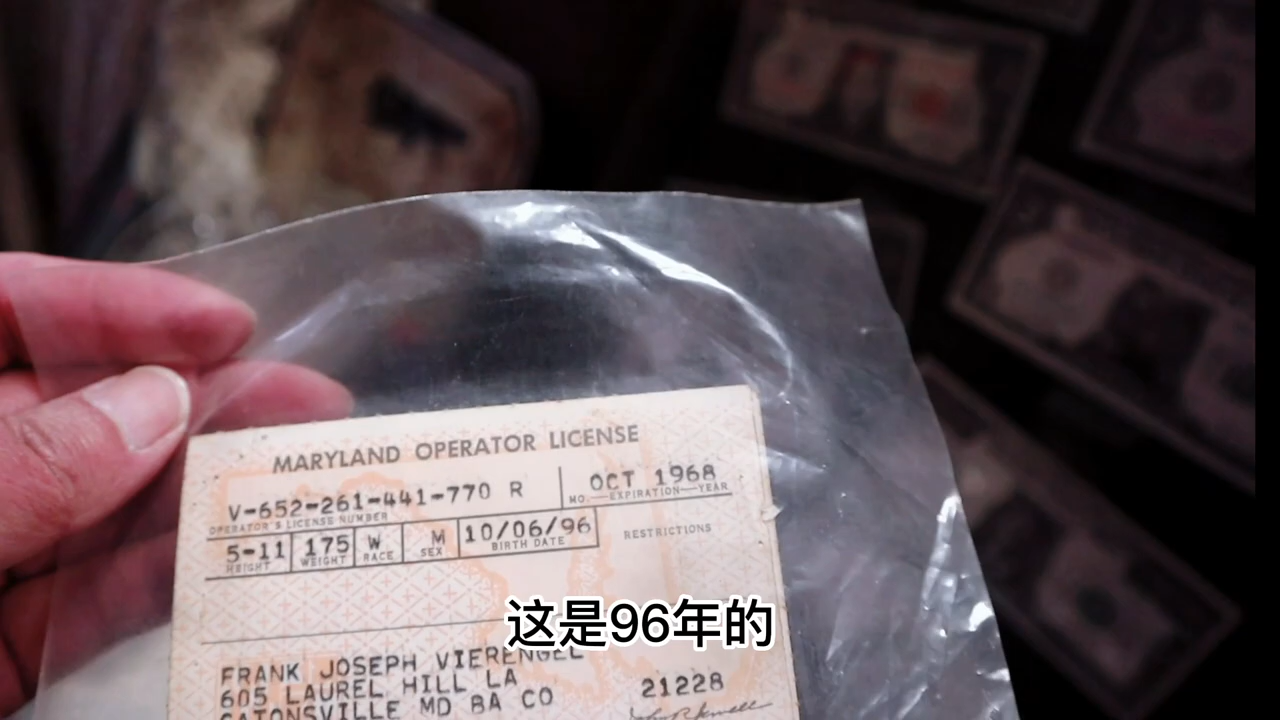 MARYLAND OPERATOR LICENSE
V-652-261-441-770 R
OCT 1968
OPERATOR'S LICENSE NUMBER
MO.—EXPIRATION—YEAR
5-11 175 W M 10/06/96 RESTRICTIONS
HEIGHT WEIGHT RACE SEX BIRTH DATE
这是96年的
FRANK JOSEPH VIERENGEL
605 LAUREL HILL LA
21228
CATONSVILLE MD BA CO